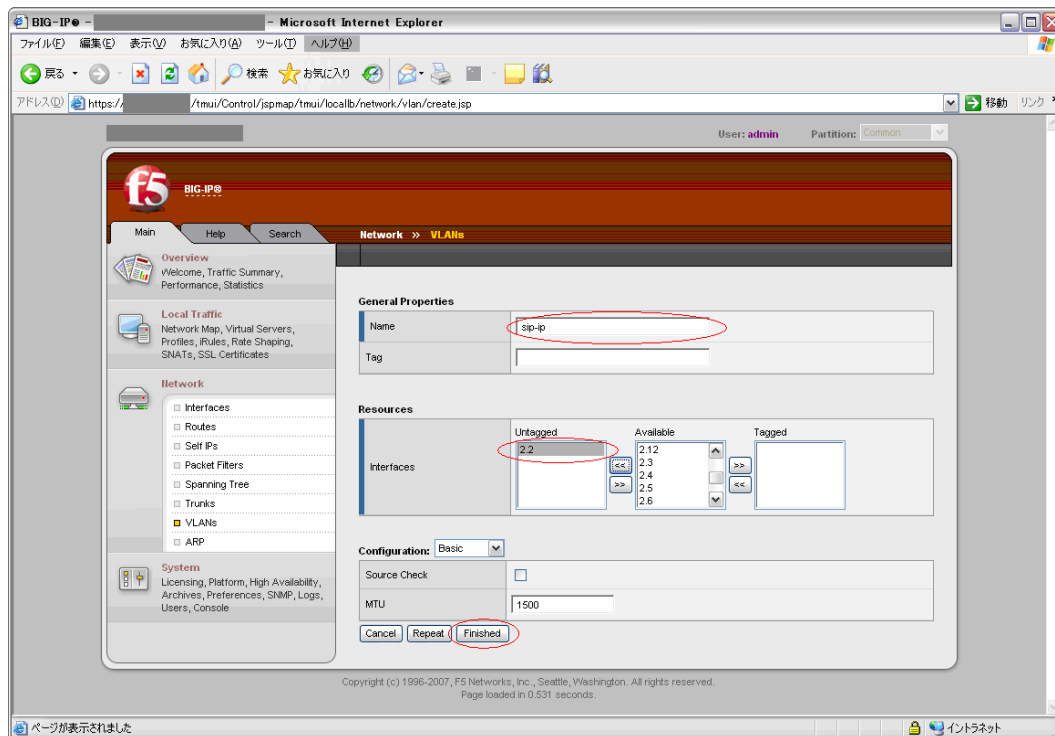 BIG-IP® -
- Microsoft Internet Explorer
ファイル(F) 編集(E) 表示(V) お気に入り(A) ツール(T) ヘルプ(H)
戻る 検索 お気に入り
アドレス(D) https:/ /tmui/Control/jspmap/tmui/locallb/network/vlan/create.jsp 移動 リンク
User: admin Partition: Common
f5 BIG-IP®
Main Help Search Network » VLANs
Overview
Welcome, Traffic Summary,
Performance, Statistics
Local Traffic
Network Map, Virtual Servers,
Profiles, iRules, Rate Shaping,
SNATs, SSL Certificates
Network
Interfaces
Routes
Self IPs
Packet Filters
Spanning Tree
Trunks
VLANs
ARP
System
Licensing, Platform, High Availability,
Archives, Preferences, SNMP, Logs,
Users, Console
General Properties
Name sip-ip
Tag
Resources
Interfaces
Untagged Available Tagged
2.2
2.12
2.3
2.4
2.5
2.6
<< >>
>> <<
Configuration: Basic
Source Check
MTU 1500
Cancel Repeat Finished
Copyright (c) 1996-2007, F5 Networks, Inc., Seattle, Washington. All rights reserved.
Page loaded in 0.531 seconds.
ページが表示されました イントラネット